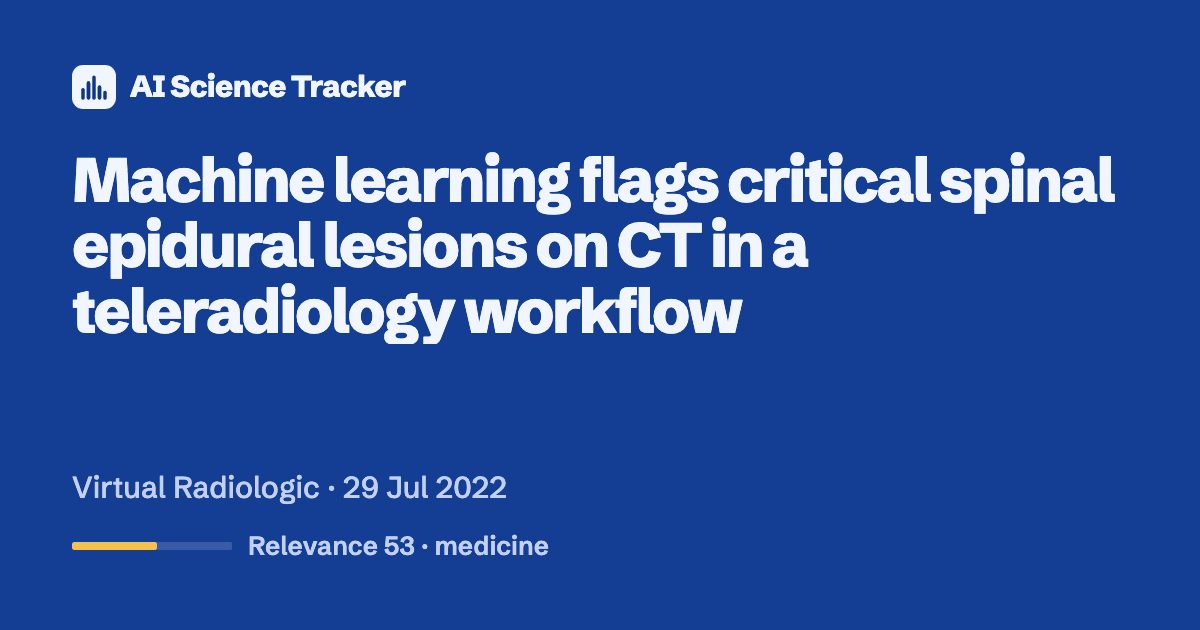 AI Science Tracker
Machine learning flags critical spinal
epidural lesions on CT in a
teleradiology workflow
Virtual Radiologic · 29 Jul 2022
Relevance 53 · medicine